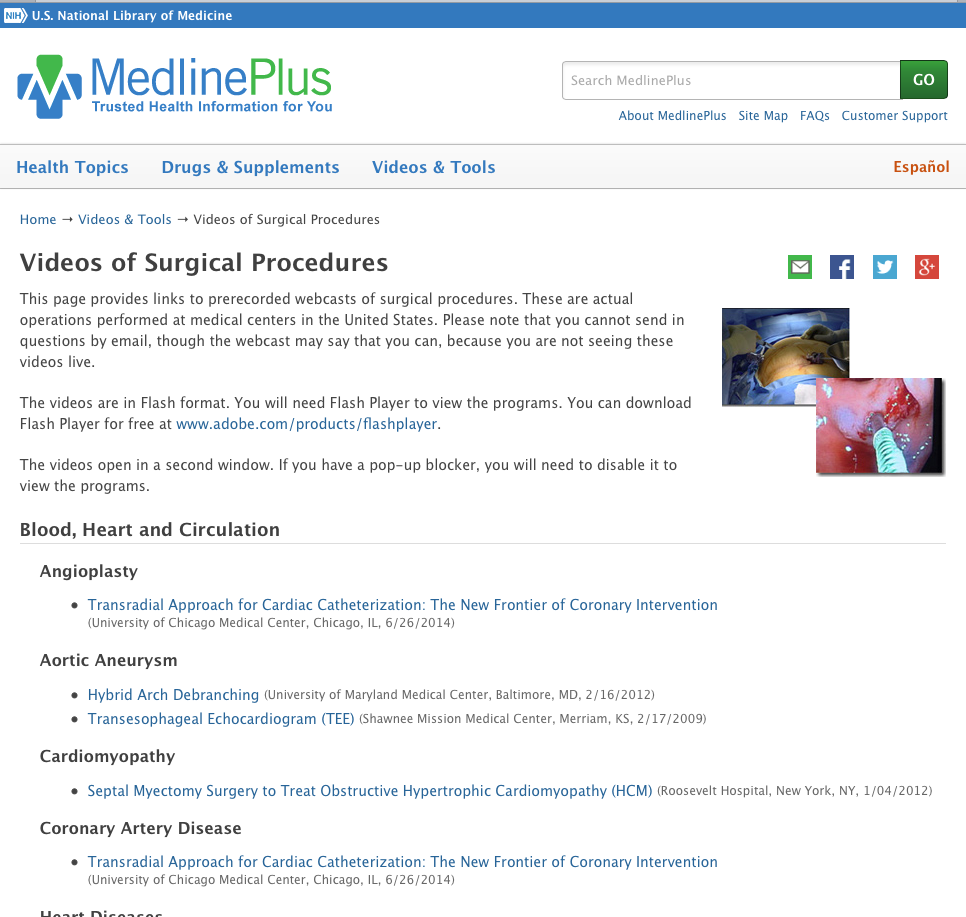 NIH U.S. National Library of Medicine
MedlinePlus
Trusted Health Information for You
Search MedlinePlus
GO
About MedlinePlus Site Map FAQs Customer Support
Health Topics Drugs & Supplements Videos & Tools Español
Home → Videos & Tools → Videos of Surgical Procedures
Videos of Surgical Procedures
This page provides links to prerecorded webcasts of surgical procedures. These are actual
operations performed at medical centers in the United States. Please note that you cannot send in
questions by email, though the webcast may say that you can, because you are not seeing these
videos live.
The videos are in Flash format. You will need Flash Player to view the programs. You can download
Flash Player for free at www.adobe.com/products/flashplayer.
The videos open in a second window. If you have a pop-up blocker, you will need to disable it to
view the programs.
Blood, Heart and Circulation
Angioplasty
• Transradial Approach for Cardiac Catheterization: The New Frontier of Coronary Intervention
(University of Chicago Medical Center, Chicago, IL, 6/26/2014)
Aortic Aneurysm
• Hybrid Arch Debranching (University of Maryland Medical Center, Baltimore, MD, 2/16/2012)
• Transesophageal Echocardiogram (TEE) (Shawnee Mission Medical Center, Merriam, KS, 2/17/2009)
Cardiomyopathy
• Septal Myectomy Surgery to Treat Obstructive Hypertrophic Cardiomyopathy (HCM) (Roosevelt Hospital, New York, NY, 1/04/2012)
Coronary Artery Disease
• Transradial Approach for Cardiac Catheterization: The New Frontier of Coronary Intervention
(University of Chicago Medical Center, Chicago, IL, 6/26/2014)
Heart Diseases